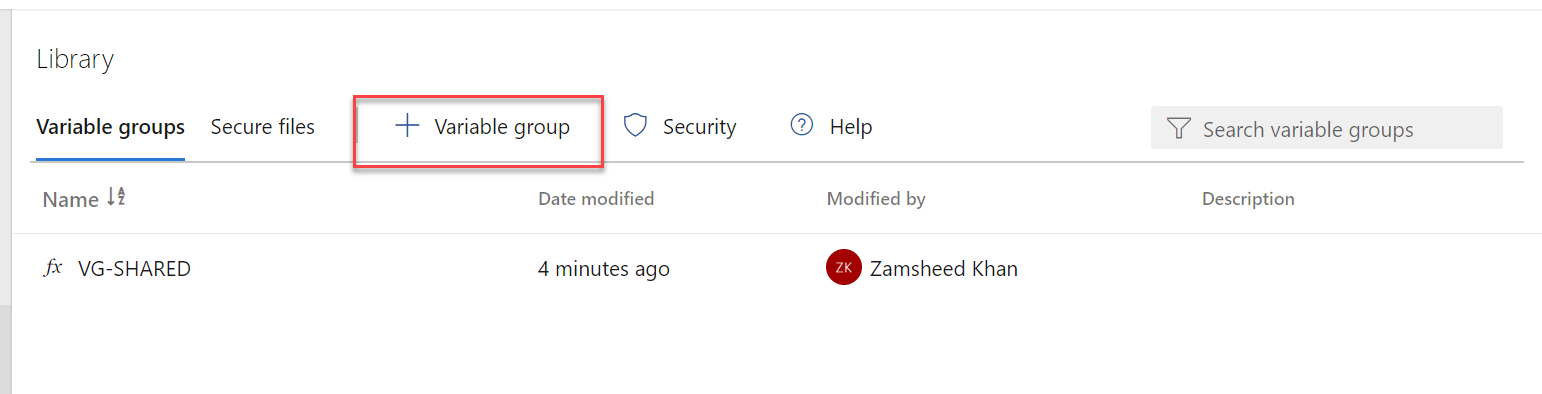 Library
Variable groups Secure files Variable group Security Help Search variable groups
Name Date modified Modified by Description
fx VG-SHARED 4 minutes ago ZK Zamsheed Khan